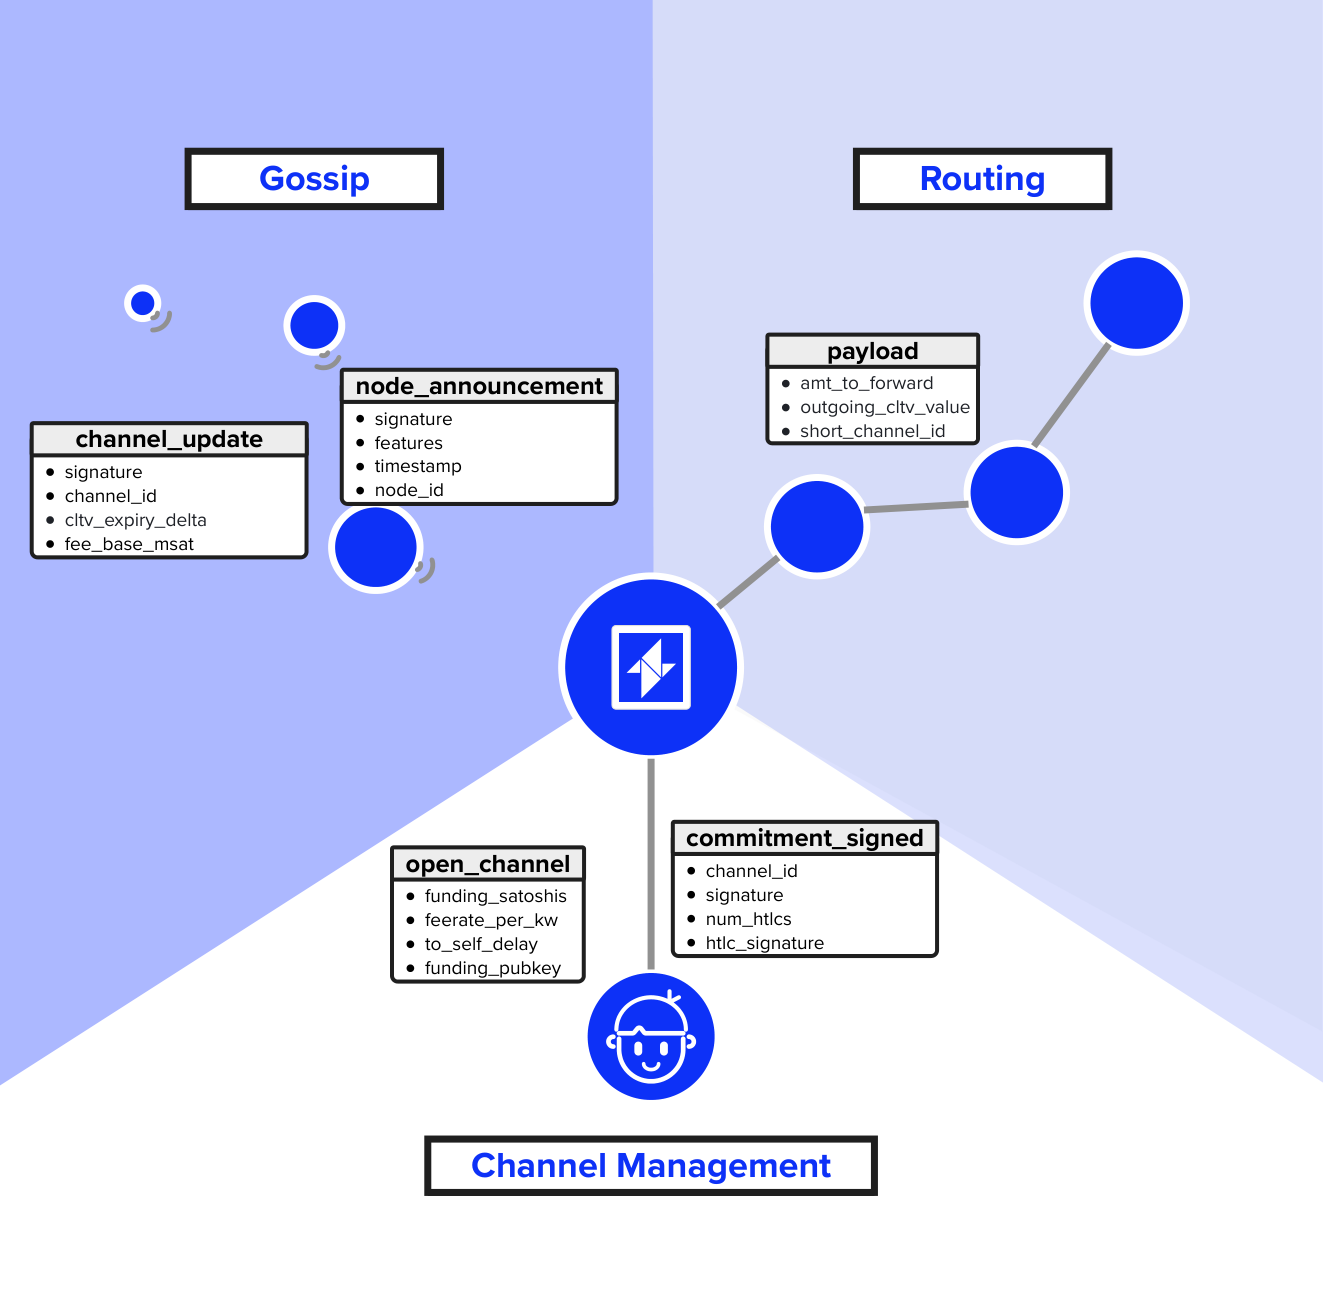 Gossip
Routing
payload
amt_to_forward
outgoing_cltv_value
short_channel_id
node_announcement
signature
features
timestamp
node_id
channel_update
signature
channel_id
cltv_expiry_delta
fee_base_msat
open_channel
funding_satoshis
feerate_per_kw
to_self_delay
funding_pubkey
commitment_signed
channel_id
signature
num_htlcs
htlc_signature
Channel Management